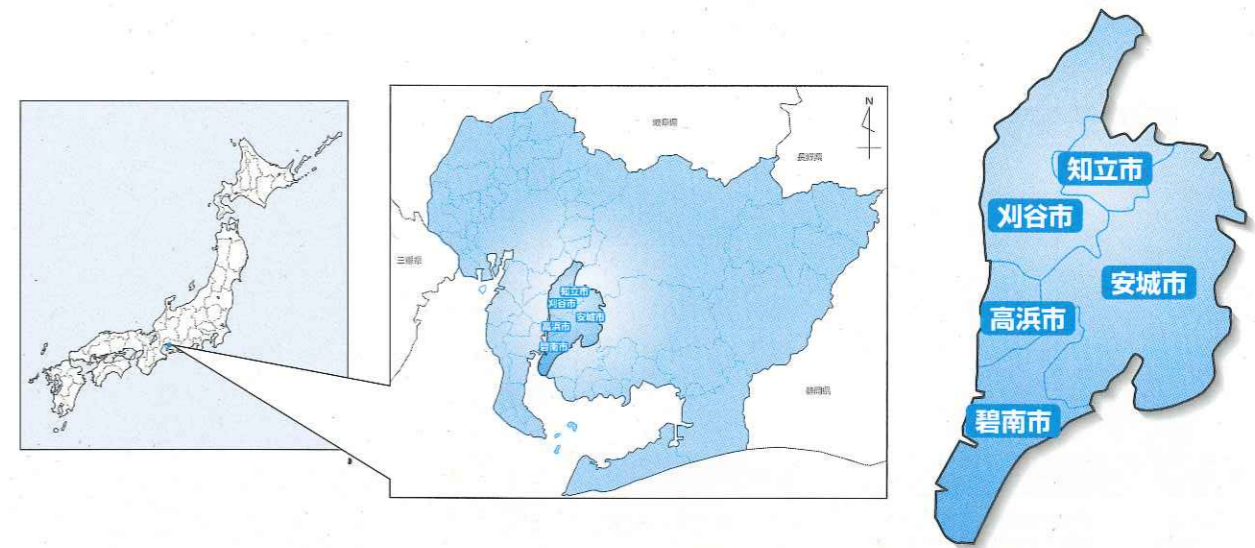 N
岐阜県
長野県
三重県
静岡県
知立市
刈谷市
安城市
高浜市
碧南市
知立市
刈谷市
安城市
高浜市
碧南市